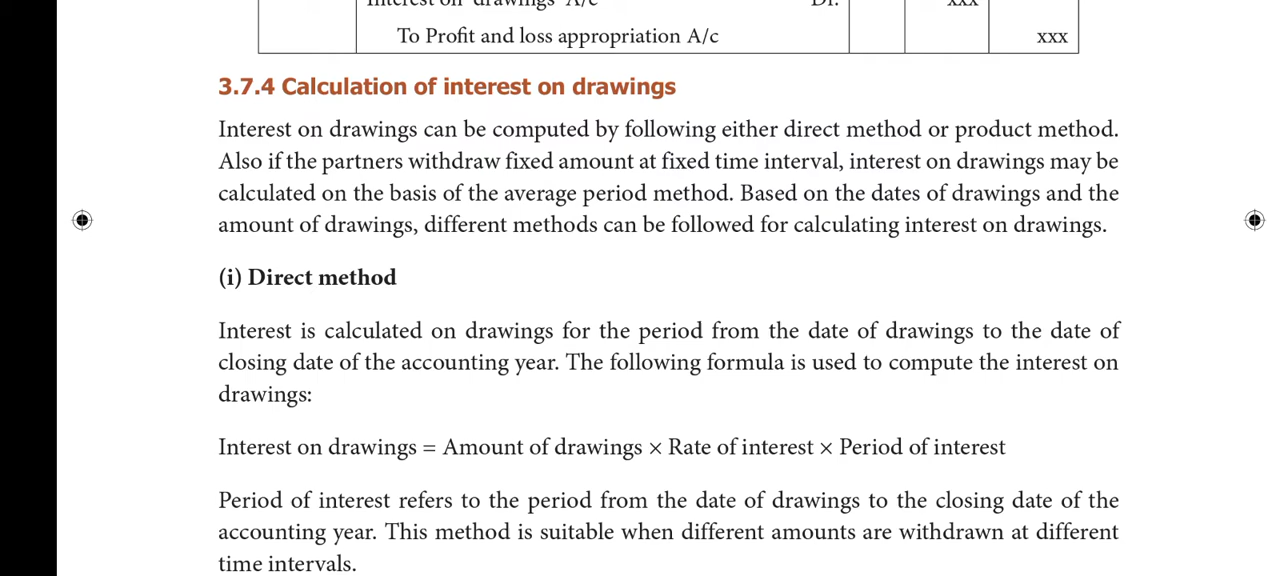 Interest on drawings A/c Dr. xxx
To Profit and loss appropriation A/c xxx
3.7.4 Calculation of interest on drawings
Interest on drawings can be computed by following either direct method or product method.
Also if the partners withdraw fixed amount at fixed time interval, interest on drawings may be
calculated on the basis of the average period method. Based on the dates of drawings and the
amount of drawings, different methods can be followed for calculating interest on drawings.
(i) Direct method
Interest is calculated on drawings for the period from the date of drawings to the date of
closing date of the accounting year. The following formula is used to compute the interest on
drawings:
Interest on drawings = Amount of drawings × Rate of interest × Period of interest
Period of interest refers to the period from the date of drawings to the closing date of the
accounting year. This method is suitable when different amounts are withdrawn at different
time intervals.